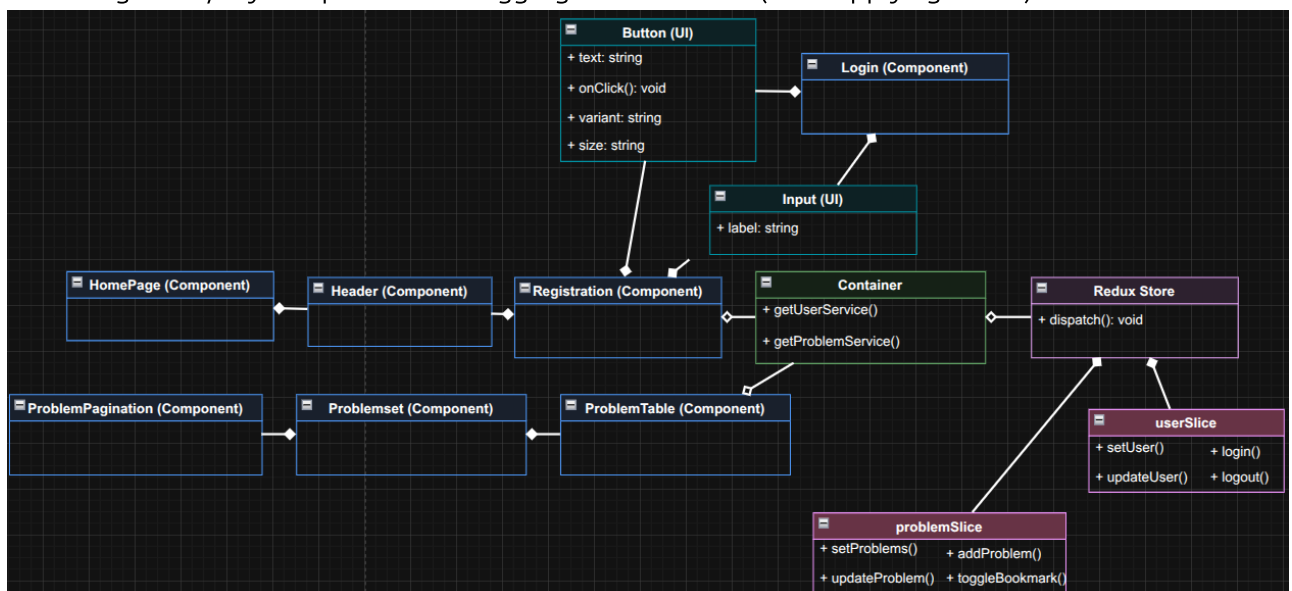 Button (UI)
+ text: string
+ onClick(): void
+ variant: string
+ size: string
Login (Component)
Input (UI)
+ label: string
HomePage (Component)
Header (Component)
Registration (Component)
Container
+ getUserService()
+ getProblemService()
Redux Store
+ dispatch(): void
ProblemPagination (Component)
Problemset (Component)
ProblemTable (Component)
userSlice
+ setUser()
+ login()
+ updateUser()
+ logout()
problemSlice
+ setProblems()
+ addProblem()
+ updateProblem()
+ toggleBookmark()